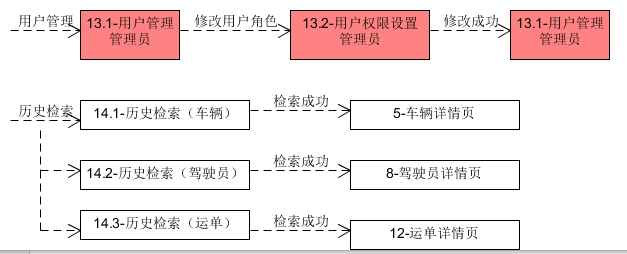 用户管理
13.1-用户管理
管理员
修改用户角色
13.2-用户权限设置
管理员
修改成功
13.1-用户管理
管理员
历史检索
14.1-历史检索（车辆）
检索成功
5-车辆详情页
14.2-历史检索（驾驶员）
检索成功
8-驾驶员详情页
14.3-历史检索（运单）
检索成功
12-运单详情页